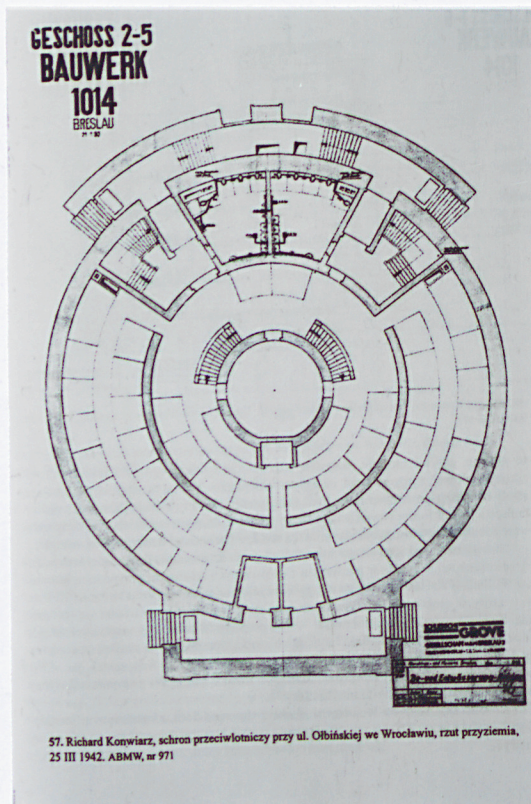 GESCHOSS 2-5
BAUWERK
1014
BRESLAU
GROVE
57. Richard Konwiarz, schron przeciwlotniczy przy ul. Ołbińskiej we Wrocławiu, rzut przyziemia,
25 III 1942. ABMW, nr 971